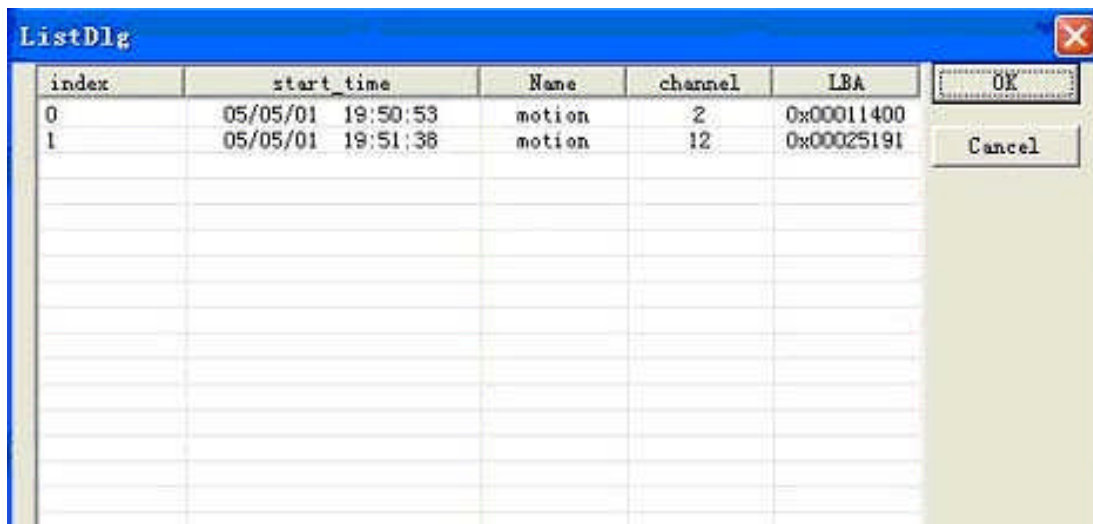 ListDlg
index start_time Name channel LBA OK
0 05/05/01 19:50:53 motion 2 0x00011400
1 05/05/01 19:51:38 motion 12 0x00025191
Cancel